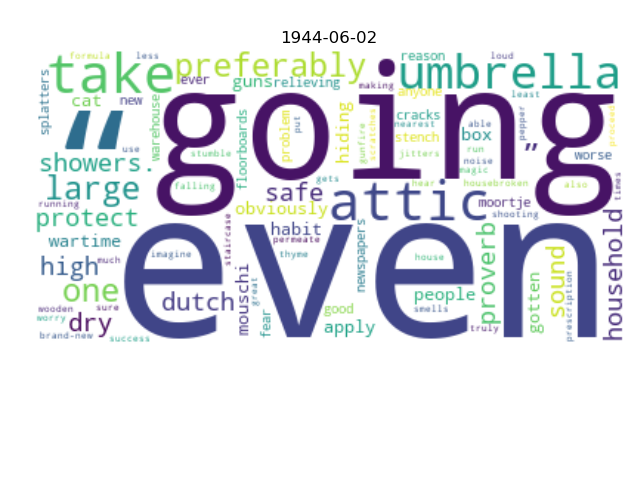 1944-06-02
formula less
take preferably reason loud
umbrella
splatters ever guns relieving making anyone least
cat new
“ going ”
warehouse stumble floorboards problem put hiding gunfire scratches
cracks nearest stench jitters
able box run noise magic pepper proceed
use showers. worse
falling gets hear housebroken also
large safe attic moortje times
running obviously shooting
protect habit permeate
wartime staircase newspapers proverb household
even
high much imagine thyme house
one dutch mouschi great fear good apply people smells gotten sound prescription
wooden sure
worry dry truly
brand-new success